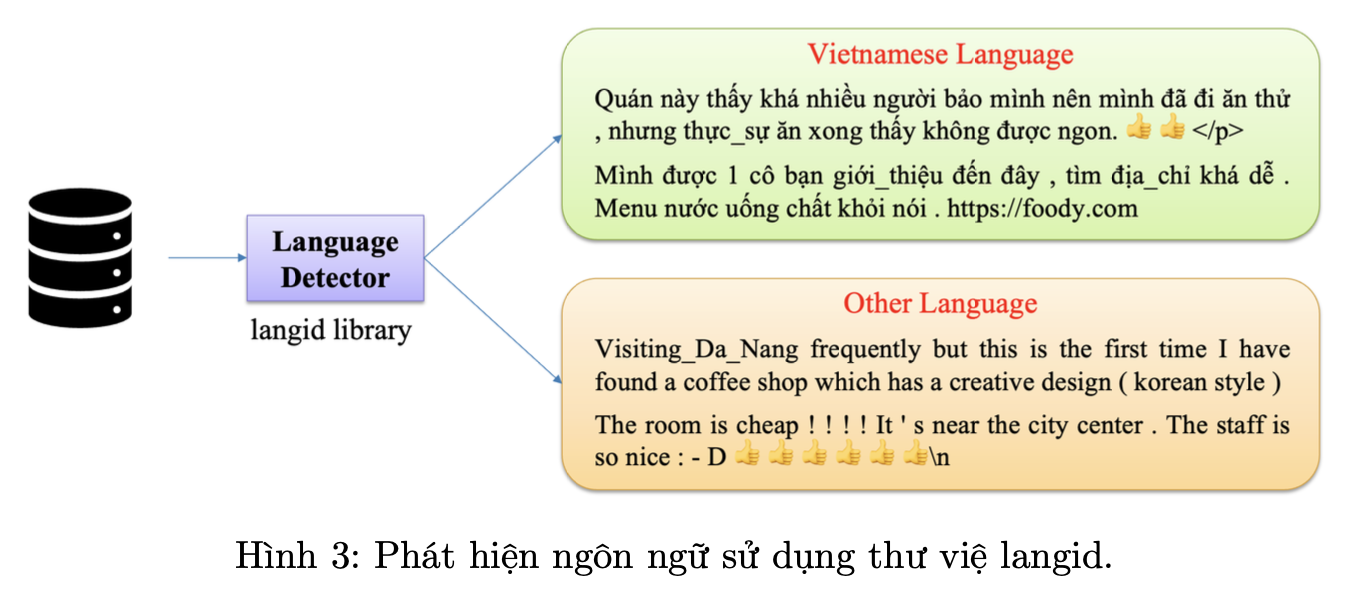 Language
Detector
langid library
Vietnamese Language
Quán này thấy khá nhiều người bảo mình nên mình đã đi ăn thử
, nhưng thực_sự ăn xong thấy không được ngon. 👍 👍 </p>
Mình được 1 cô bạn giới_thiệu đến đây , tìm địa_chỉ khá dễ .
Menu nước uống chất khỏi nói . https://foody.com
Other Language
Visiting_Da_Nang frequently but this is the first time I have
found a coffee shop which has a creative design ( korean style )
The room is cheap ! ! ! ! It ' s near the city center . The staff is
so nice : - D 👍 👍 👍 👍 👍 👍\n
Hình 3: Phát hiện ngôn ngữ sử dụng thư việ langid.